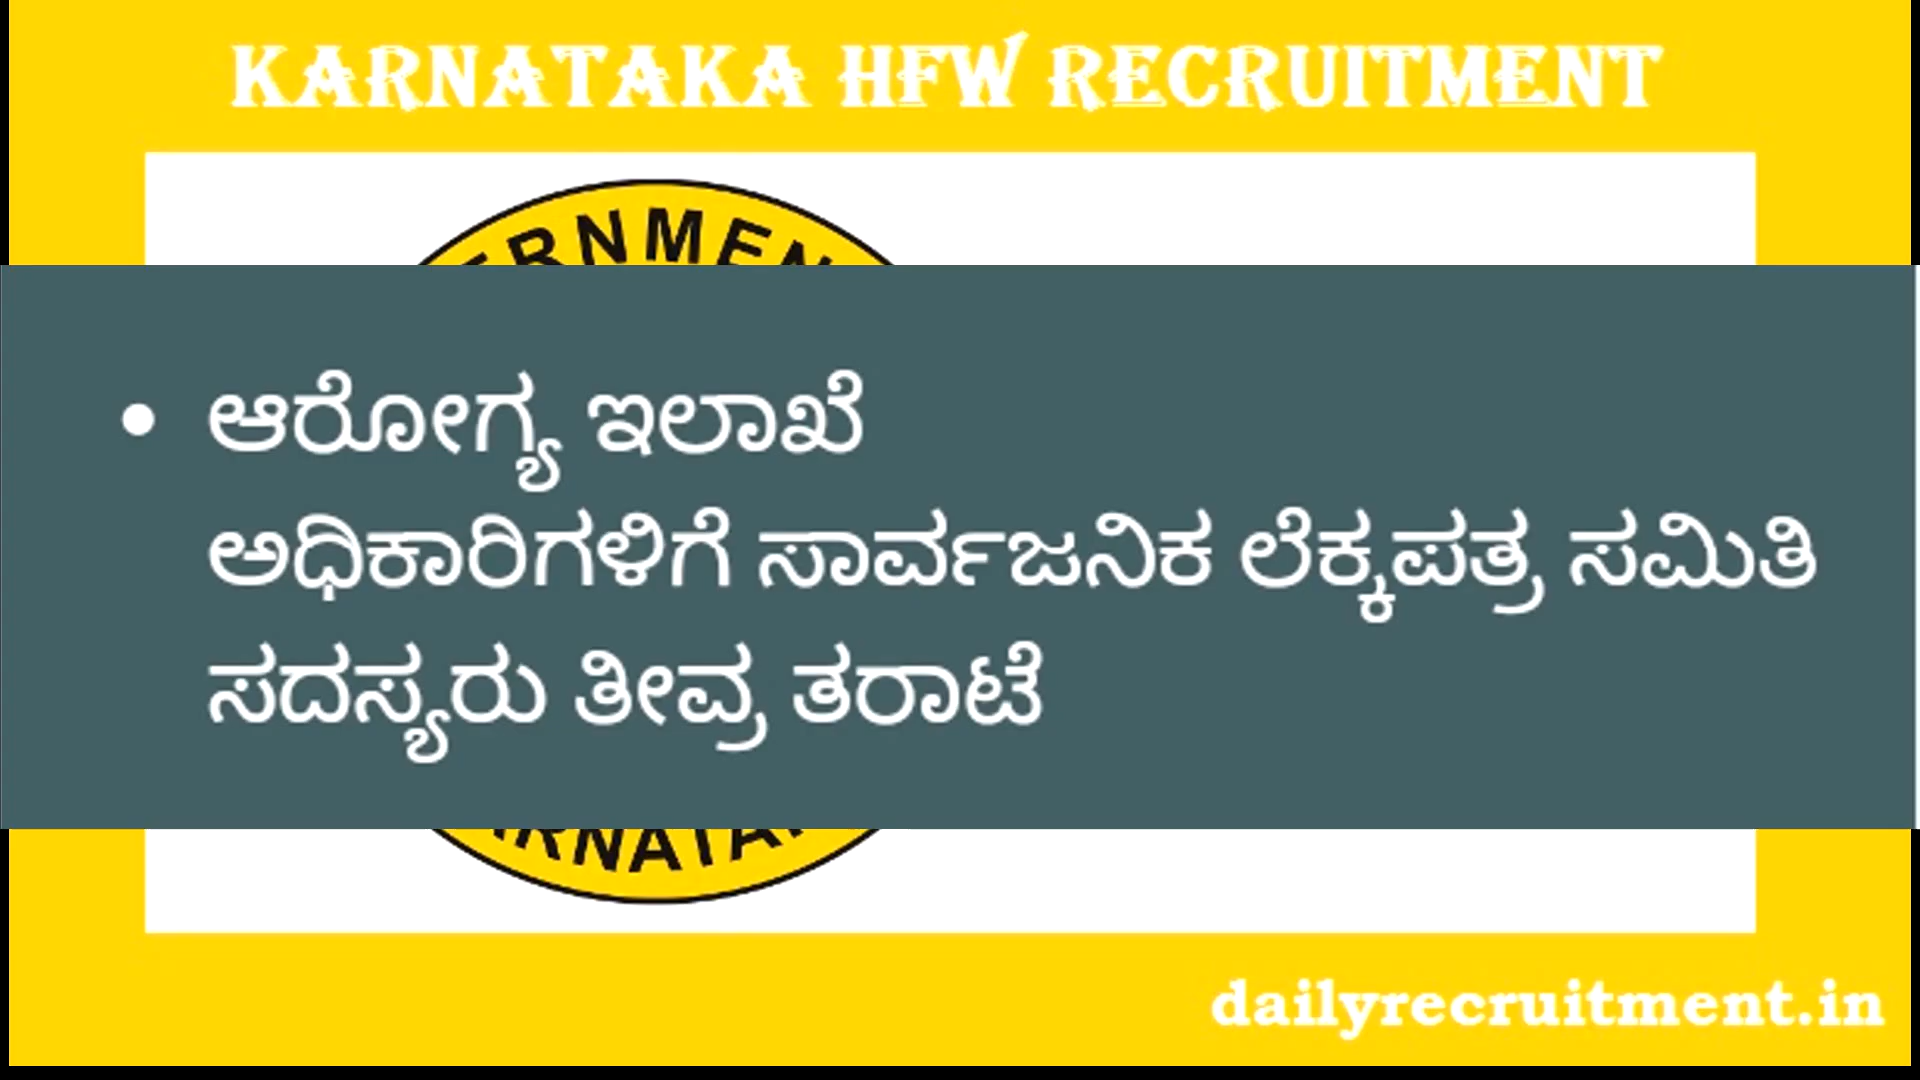 KARNATAKA HFW RECRUITMENT
• ಆರೋಗ್ಯ ಇಲಾಖೆ
ಅಧಿಕಾರಿಗಳಿಗೆ ಸಾರ್ವಜನಿಕ ಲೆಕ್ಕಪತ್ರ ಸಮಿತಿ
ಸದಸ್ಯರು ತೀವ್ರ ತರಾಟೆ
dailyrecruitment.in